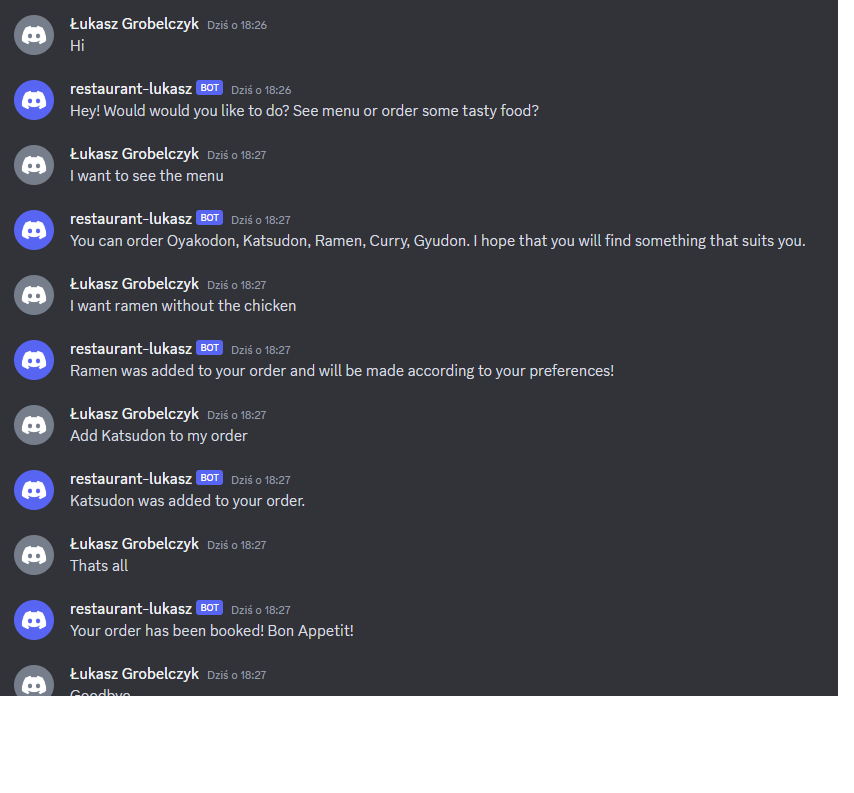 Łukasz Grobelczyk Dziś o 18:26
Hi
restaurant-lukasz BOT Dziś o 18:26
Hey! Would would you like to do? See menu or order some tasty food?
Łukasz Grobelczyk Dziś o 18:27
I want to see the menu
restaurant-lukasz BOT Dziś o 18:27
You can order Oyakodon, Katsudon, Ramen, Curry, Gyudon. I hope that you will find something that suits you.
Łukasz Grobelczyk Dziś o 18:27
I want ramen without the chicken
restaurant-lukasz BOT Dziś o 18:27
Ramen was added to your order and will be made according to your preferences!
Łukasz Grobelczyk Dziś o 18:27
Add Katsudon to my order
restaurant-lukasz BOT Dziś o 18:27
Katsudon was added to your order.
Łukasz Grobelczyk Dziś o 18:27
Thats all
restaurant-lukasz BOT Dziś o 18:27
Your order has been booked! Bon Appetit!
Łukasz Grobelczyk Dziś o 18:27
Goodbye